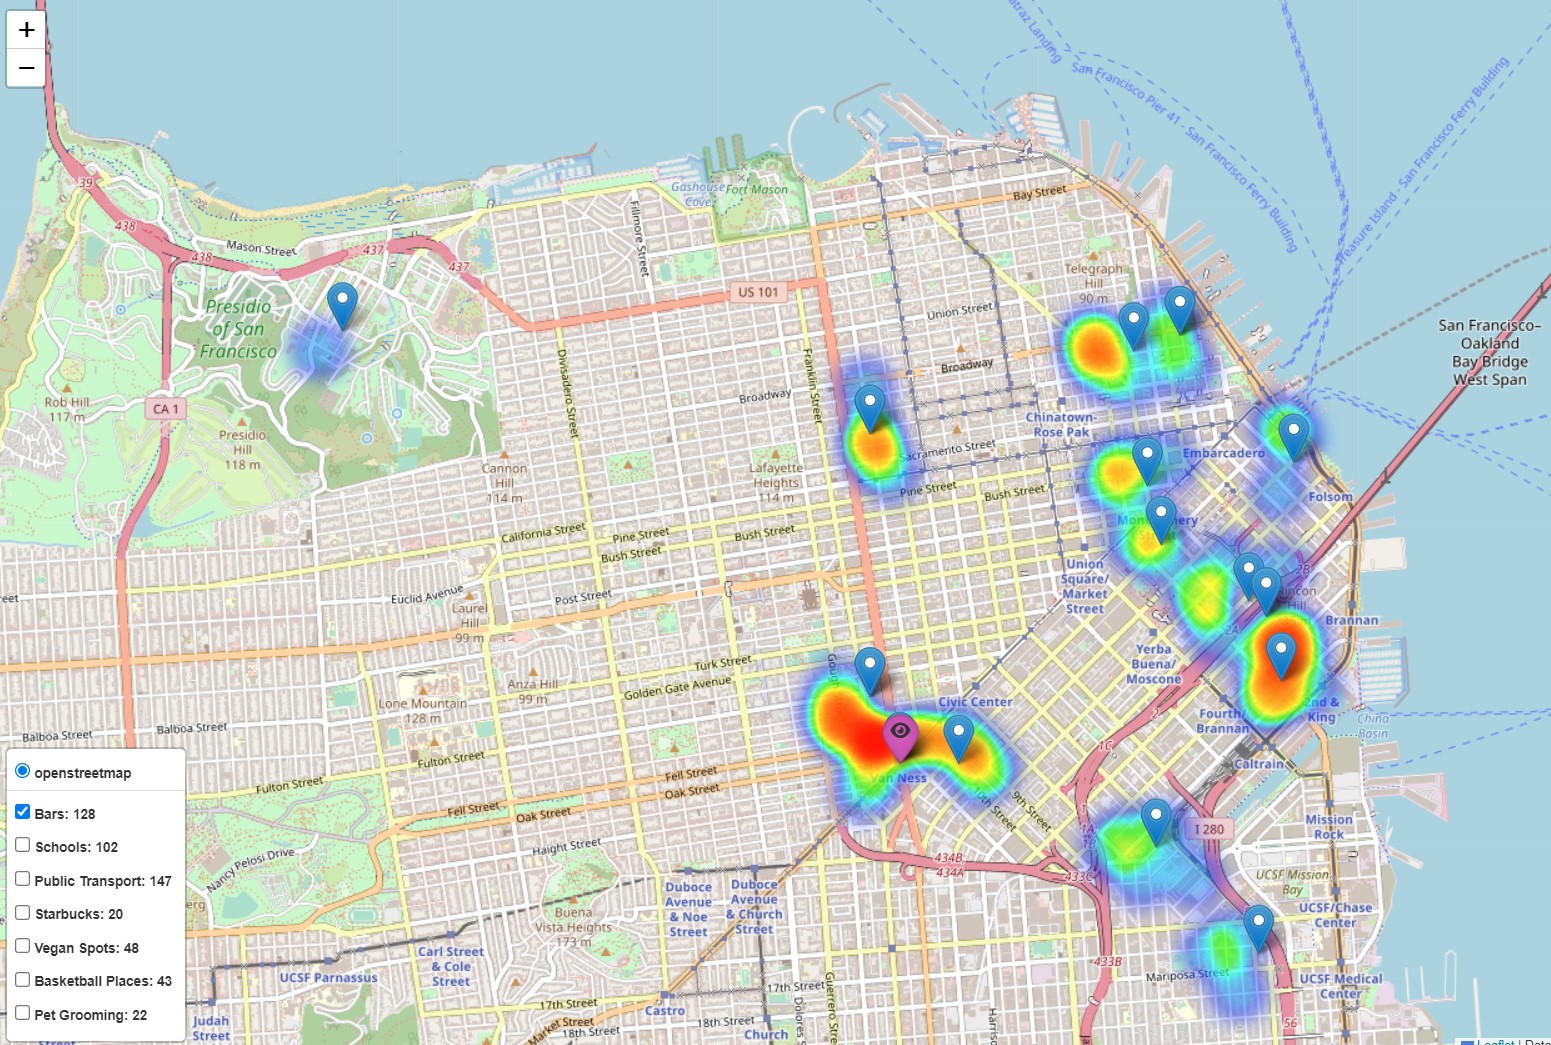 +
−
atraz Landing
San Francisco Pier 41 - San Francisco Ferry Building
Treasure Island - San Francisco Ferry Building
39
438
438
437
437
Mason Street
Presidio
of San
Francisco
Rob Hill
117 m
CA 1
Presidio
Hill
118 m
Gashouse
Cove
Fort Mason
Fillmore Street
Bay Street
US 101
Telegraph
Hill
90 m
Union Street
Broadway
Broadway
Divisadero Street
Franklin Street
Chinatown-
Rose Pak
San Francisco–
Oakland
Bay Bridge
West Span
Sacramento Street
Embarcadero
Folsom
Cannon
Hill
114 m
Lafayette
Heights
114 m
Pine Street
Bush Street
California Street
Pine Street
Bush Street
Bush Street
Post Street
Euclid Avenue
Laurel
Hill
99 m
Union
Square/
Market
Street
2B
Rincon
Hill
2A
Brannan
Yerba
Buena/
Moscone
Turk Street
Golden Gate Avenue
Gough
Anza Hill
99 m
Lone Mountain
128 m
Balboa Street
Balboa Street
Civic Center
Van Ness
Fourth/
Brannan
2nd &
King
China
Basin
2
1C
Caltrain
Fulton Street
Fulton Street
Fell Street
Oak Street
Fell Street
Oak Street
10th Street
9th Street
Haight Street
Nancy Pelosi Drive
1A
I 280
Mission
Rock
434B
434A
433C
UCSF Mission
Bay
Duboce
Avenue
& Noe
Street
Duboce
Avenue
& Church
Street
Buena
Vista Heights
173 m
UCSF/Chase
Center
Carl Street
& Cole
Street
UCSF Parnassus
433B
Mariposa Street
UCSF Medical
Center
17th Street
17th Street
Castro
Market Street
18th Street
18th Street
Church
Guerrero Street
Dolores
Harris
56
Judah
Street
Street
openstreetmap
Bars: 128
Schools: 102
Public Transport: 147
Starbucks: 20
Vegan Spots: 48
Basketball Places: 43
Pet Grooming: 22
Leaflet | Data